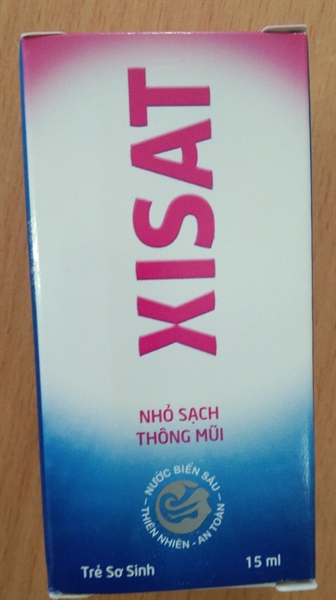 XISAT
NHỎ SẠCH
THÔNG MŨI
NƯỚC BIỂN SÂU
THIÊN NHIÊN - AN TOÀN
Trẻ Sơ Sinh
15 ml